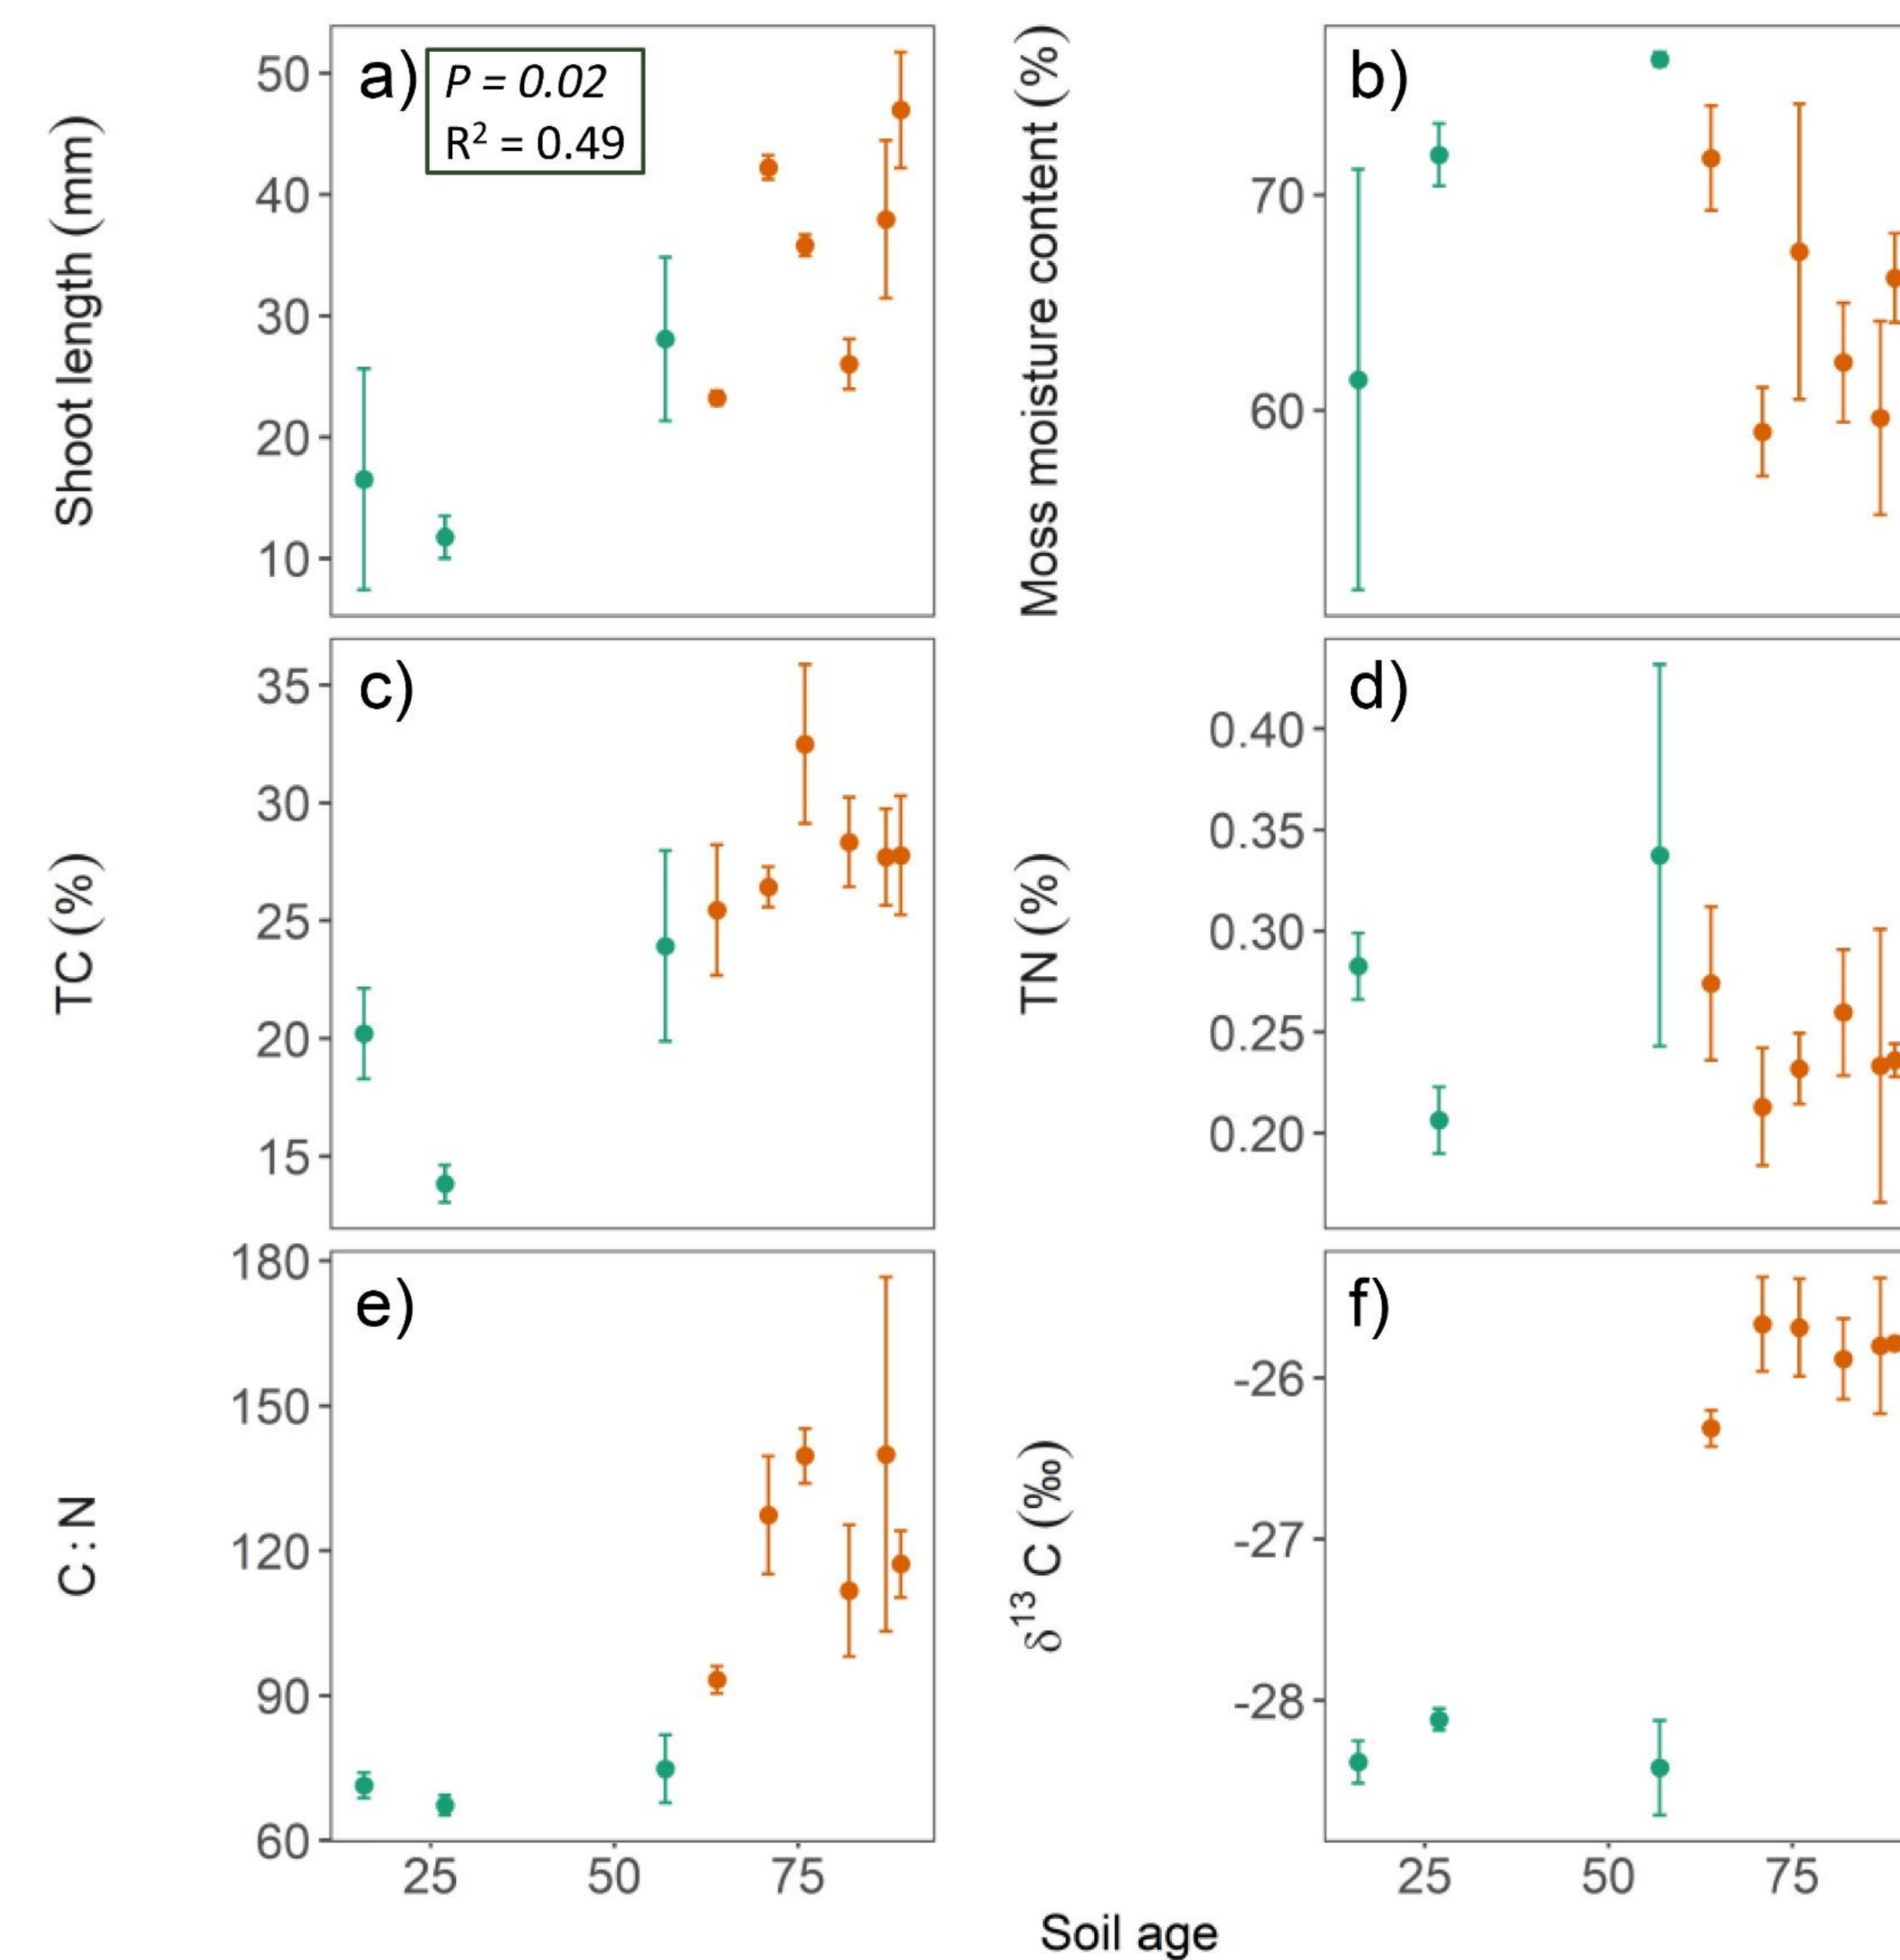 a)
P = 0.02
R² = 0.49
Shoot length (mm)
50
40
30
20
10
b)
Moss moisture content (%)
70
60
c)
TC (%)
35
30
25
20
15
d)
TN (%)
0.40
0.35
0.30
0.25
0.20
e)
C : N
180
150
120
90
60
25 50 75
f)
δ¹³ C (‰)
-26
-27
-28
25 50 75
Soil age